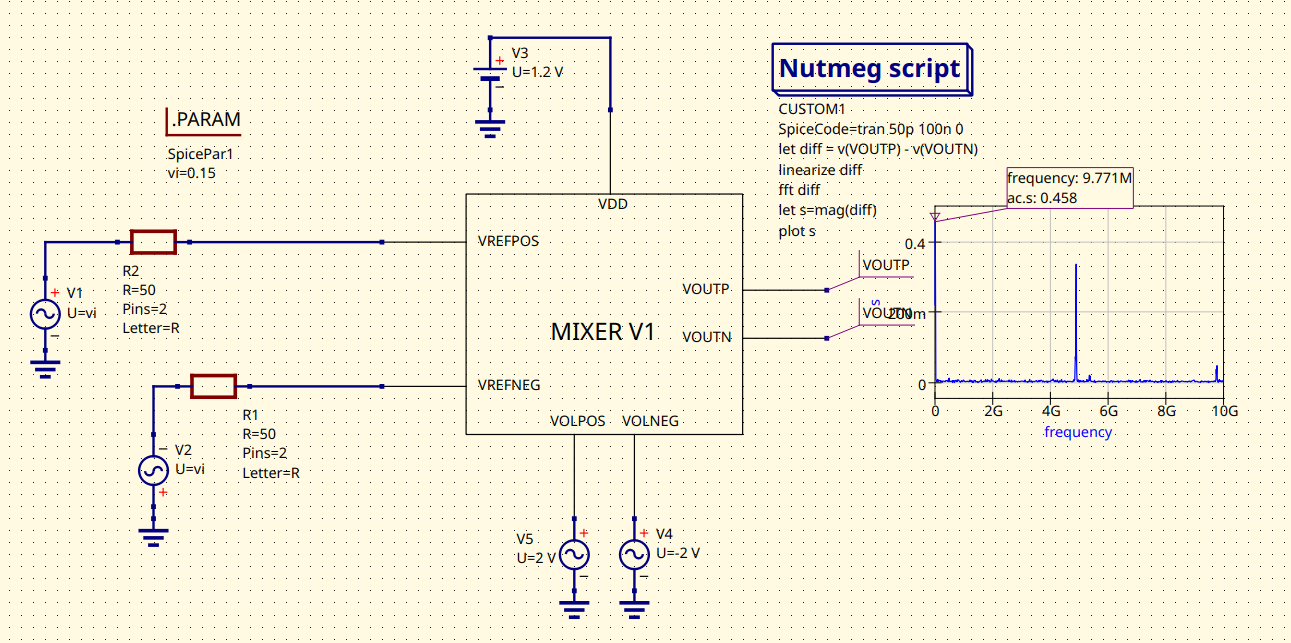 V3
U=1.2 V
Nutmeg script
CUSTOM1
SpiceCode=tran 50p 100n 0
let diff = v(VOUTP) - v(VOUTN)
linearize diff
fft diff
let s=mag(diff)
plot s
.PARAM
SpicePar1
vi=0.15
frequency: 9.771M
ac.s: 0.458
VDD
VREFPOS
R2
R=50
Pins=2
Letter=R
V1
U=vi
VOUTP
VOUTN
MIXER V1
VOUTP
VOUTN
s
0.4
200m
0
0 2G 4G 6G 8G 10G
frequency
VREFNEG
VOLPOS VOLNEG
R1
R=50
Pins=2
Letter=R
V2
U=vi
V5
U=2 V
V4
U=-2 V